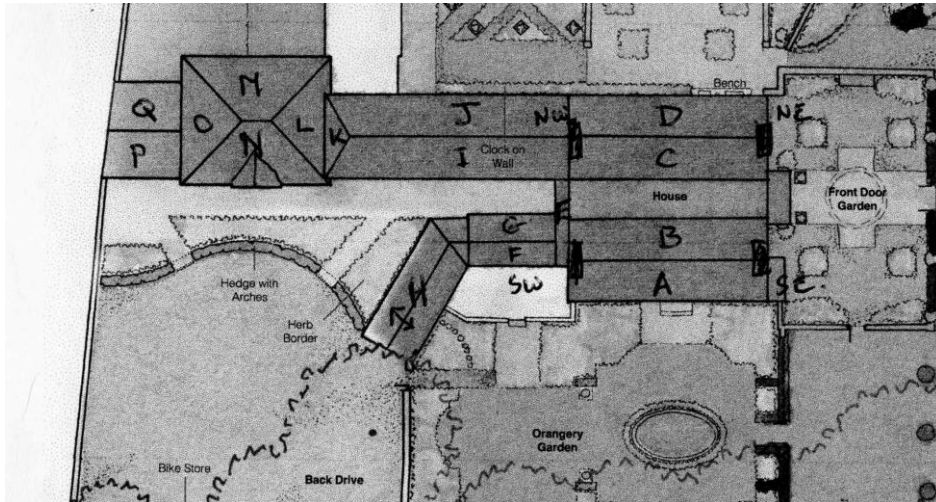 Bench
Q
M
O
L
K
J
NW
D
NE
P
N
I
Clock on
Wall
C
House
Front Door
Garden
E
G
F
B
H
SW
A
SE.
Hedge with
Arches
Herb
Border
Orangery
Garden
Bike Store
Back Drive